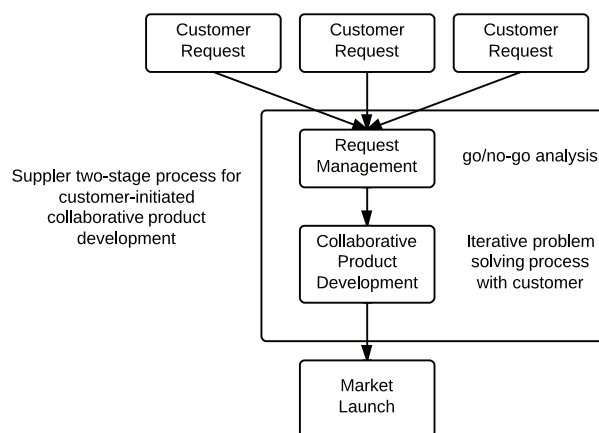 Customer
Request
Customer
Request
Customer
Request
Request
Management
go/no-go analysis
Suppler two-stage process for
customer-initiated
collaborative product
development
Collaborative
Product
Development
Iterative problem
solving process
with customer
Market
Launch